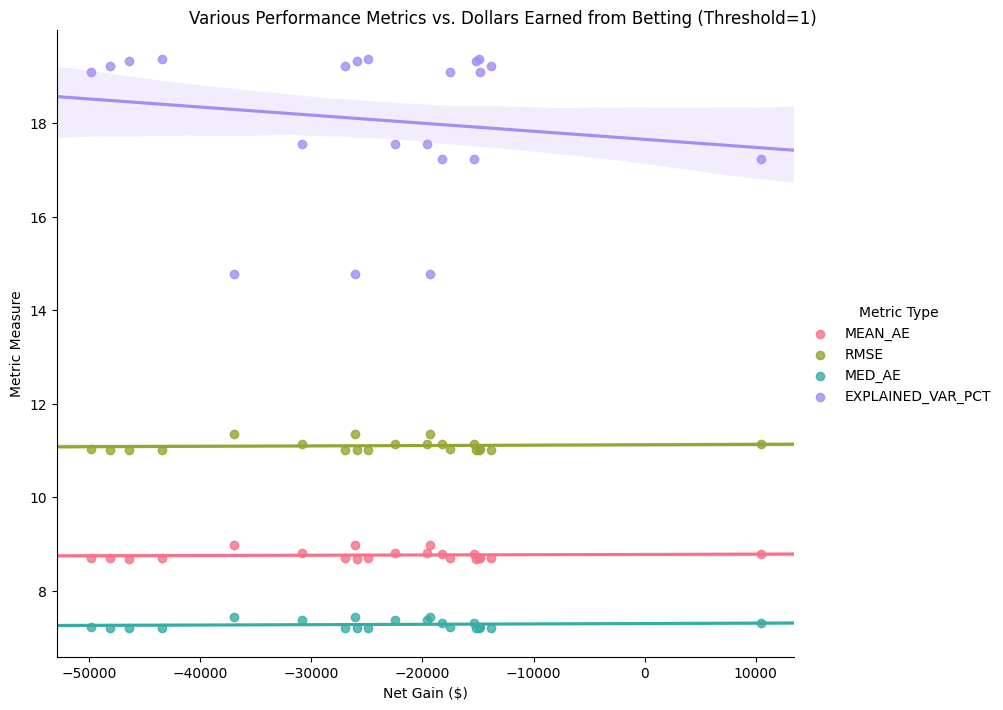 Various Performance Metrics vs. Dollars Earned from Betting (Threshold=1)
18
16
14
12
10
8
Metric Measure
−50000 −40000 −30000 −20000 −10000 0 10000
Net Gain ($)
Metric Type
MEAN_AE
RMSE
MED_AE
EXPLAINED_VAR_PCT